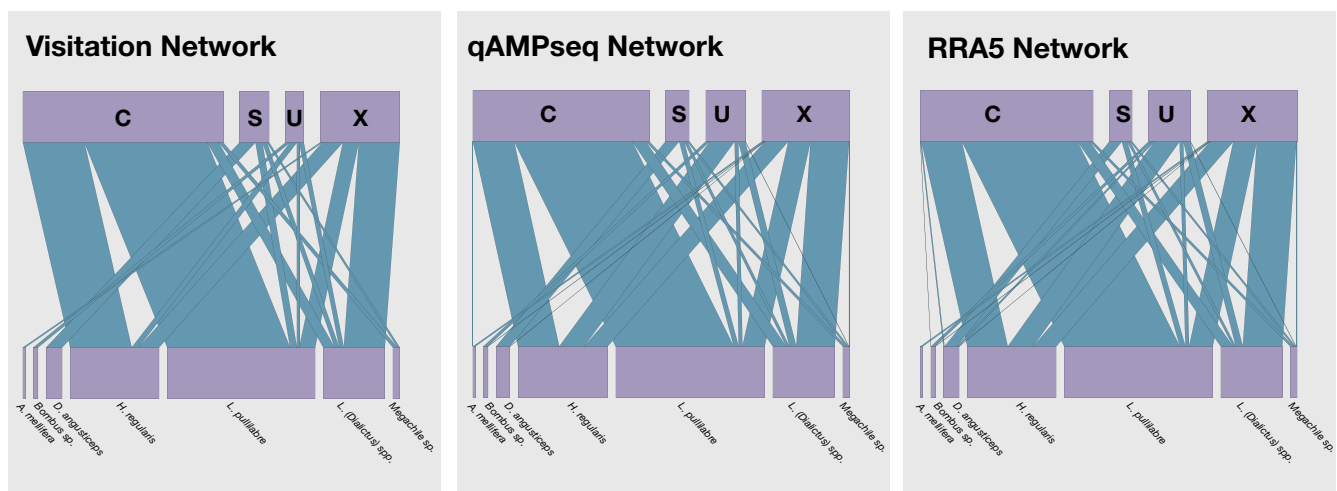 Visitation Network
C S U X
A. mellifera
Bombus sp.
D. angusticeps
H. regularis
L. pullilabre
L. (Dialictus) spp.
Megachile sp.
qAMPseq Network
C S U X
A. mellifera
Bombus sp.
D. angusticeps
H. regularis
L. pullilabre
L. (Dialictus) spp.
Megachile sp.
RRA5 Network
C S U X
A. mellifera
Bombus sp.
D. angusticeps
H. regularis
L. pullilabre
L. (Dialictus) spp.
Megachile sp.